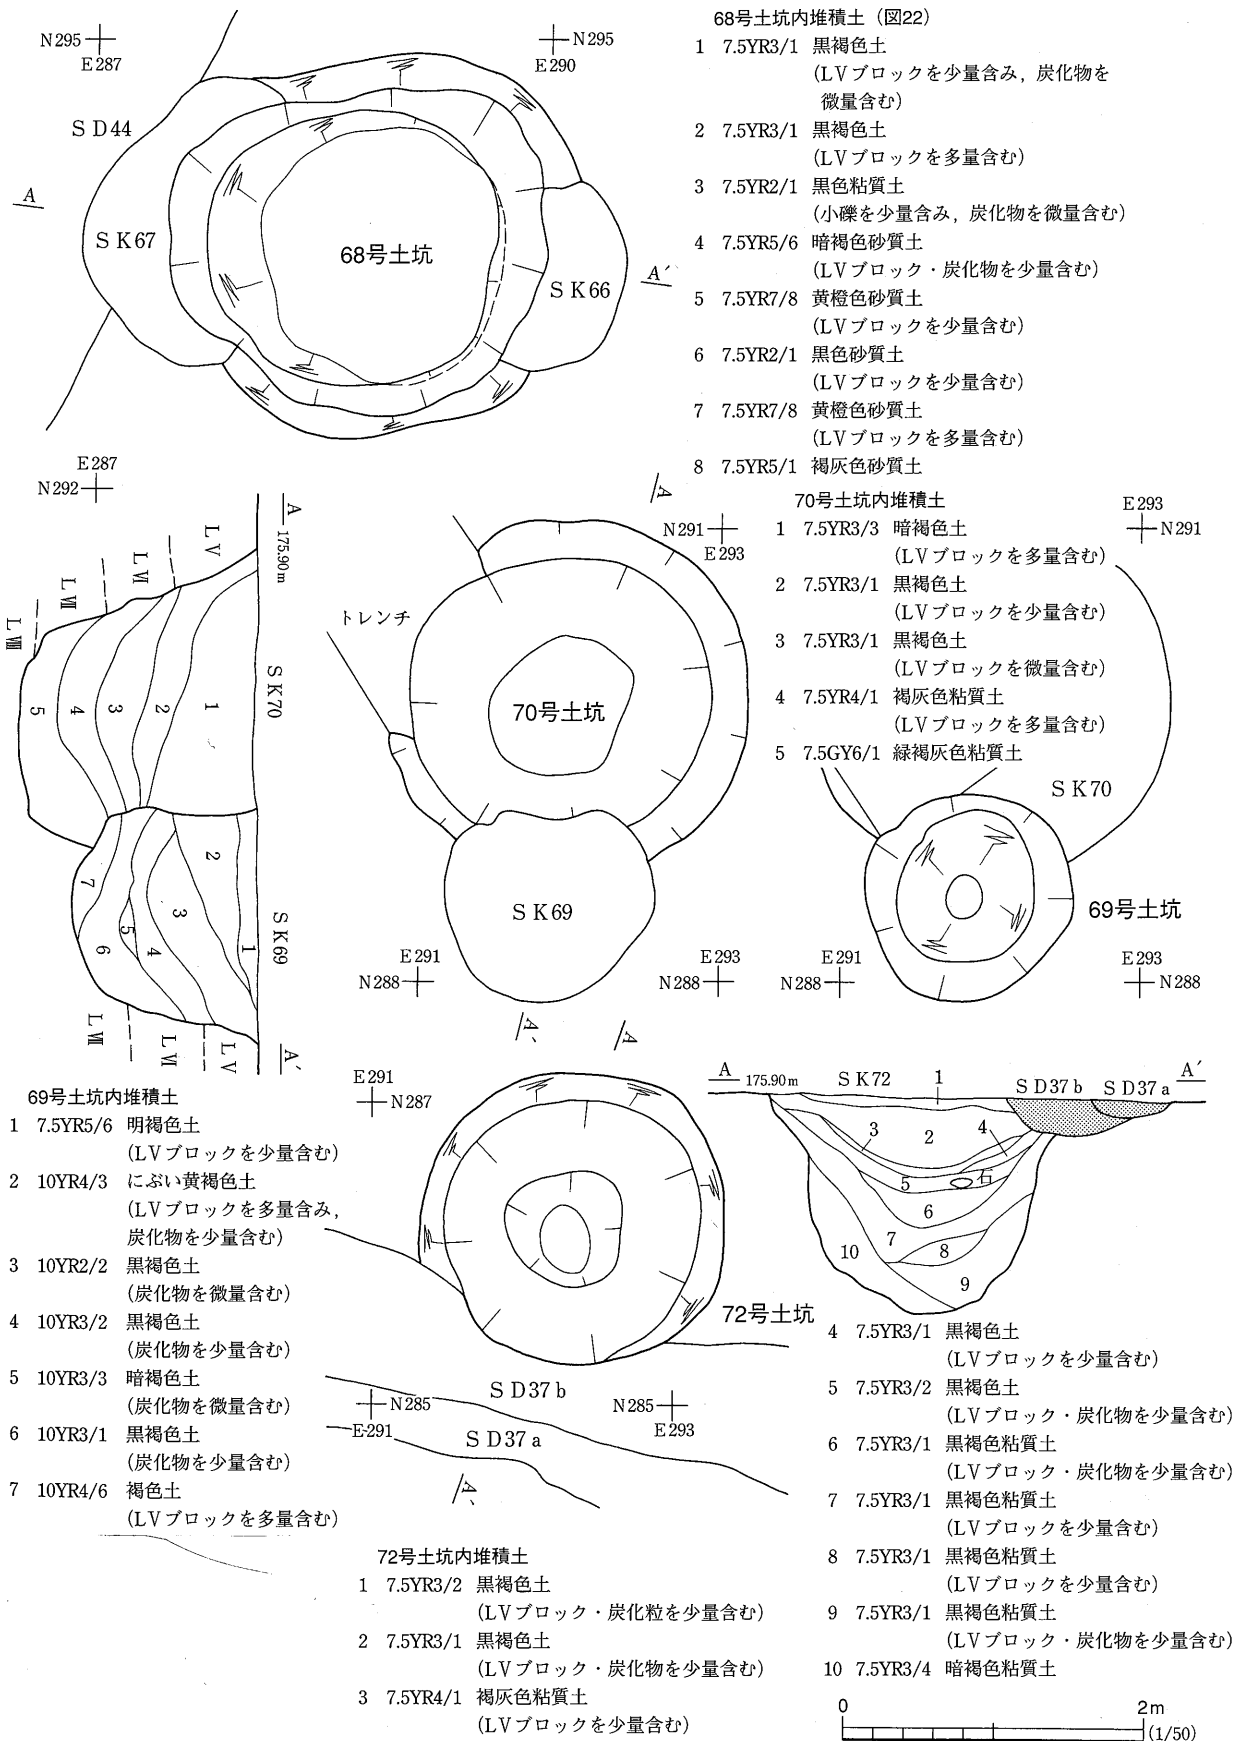 N295
E287
N295
E290
SD44
A
SK67
68号土坑
SK66
A′
E287
N292
68号土坑内堆積土（図22）
1 7.5YR3/1 黒褐色土
(LVブロックを少量含み，炭化物を
微量含む)
2 7.5YR3/1 黒褐色土
(LVブロックを多量含む)
3 7.5YR2/1 黒色粘質土
(小礫を少量含み，炭化物を微量含む)
4 7.5YR5/6 暗褐色砂質土
(LVブロック・炭化物を少量含む)
5 7.5YR7/8 黄橙色砂質土
(LVブロックを少量含む)
6 7.5YR2/1 黒色砂質土
(LVブロックを少量含む)
7 7.5YR7/8 黄橙色砂質土
(LVブロックを多量含む)
8 7.5YR5/1 褐灰色砂質土
A
175.90m
LV
LⅥ
LⅦ
LⅧ
SK70
1
2
3
4
5
SK69
1
2
3
4
5
6
7
LⅦ
LⅥ
LV
A′
A
N291
E293
トレンチ
70号土坑
SK69
E291
N288
E293
N288
A′
70号土坑内堆積土
1 7.5YR3/3 暗褐色土
(LVブロックを多量含む)
2 7.5YR3/1 黒褐色土
(LVブロックを少量含む)
3 7.5YR3/1 黒褐色土
(LVブロックを微量含む)
4 7.5YR4/1 褐灰色粘質土
(LVブロックを多量含む)
5 7.5GY6/1 緑褐灰色粘質土
E293
N291
SK70
69号土坑
E291
N288
E293
N288
69号土坑内堆積土
1 7.5YR5/6 明褐色土
(LVブロックを少量含む)
2 10YR4/3 にぶい黄褐色土
(LVブロックを多量含み，
炭化物を少量含む)
3 10YR2/2 黒褐色土
(炭化物を微量含む)
4 10YR3/2 黒褐色土
(炭化物を少量含む)
5 10YR3/3 暗褐色土
(炭化物を微量含む)
6 10YR3/1 黒褐色土
(炭化物を少量含む)
7 10YR4/6 褐色土
(LVブロックを多量含む)
A
E291
N287
72号土坑
SD37b
N285
E291
N285
E293
SD37a
A′
A
175.90m
SK72
1
SD37b
SD37a
A′
3
2
4
5
石
6
7
8
10
9
72号土坑内堆積土
1 7.5YR3/2 黒褐色土
(LVブロック・炭化粒を少量含む)
2 7.5YR3/1 黒褐色土
(LVブロック・炭化物を少量含む)
3 7.5YR4/1 褐灰色粘質土
(LVブロックを少量含む)
4 7.5YR3/1 黒褐色土
(LVブロックを少量含む)
5 7.5YR3/2 黒褐色土
(LVブロック・炭化物を少量含む)
6 7.5YR3/1 黒褐色粘質土
(LVブロック・炭化物を少量含む)
7 7.5YR3/1 黒褐色粘質土
(LVブロックを少量含む)
8 7.5YR3/1 黒褐色粘質土
(LVブロックを少量含む)
9 7.5YR3/1 黒褐色粘質土
(LVブロック・炭化物を少量含む)
10 7.5YR3/4 暗褐色粘質土
0
2m
(1/50)